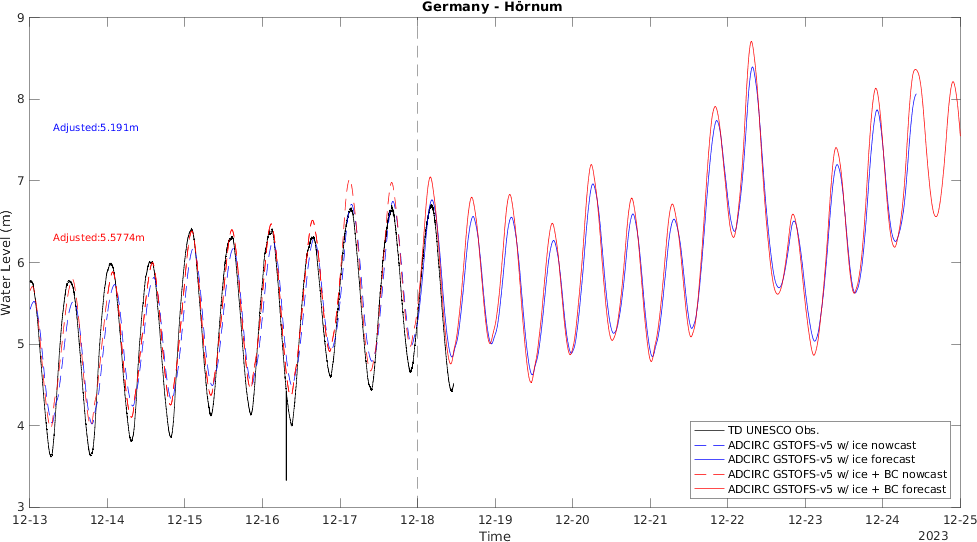 Germany - Hörnum
Water Level (m)
9
8
7
6
5
4
3
Adjusted:5.191m
Adjusted:5.5774m
TD UNESCO Obs.
ADCIRC GSTOFS-v5 w/ ice nowcast
ADCIRC GSTOFS-v5 w/ ice forecast
ADCIRC GSTOFS-v5 w/ ice + BC nowcast
ADCIRC GSTOFS-v5 w/ ice + BC forecast
12-13 12-14 12-15 12-16 12-17 12-18 12-19 12-20 12-21 12-22 12-23 12-24 12-25
Time
2023